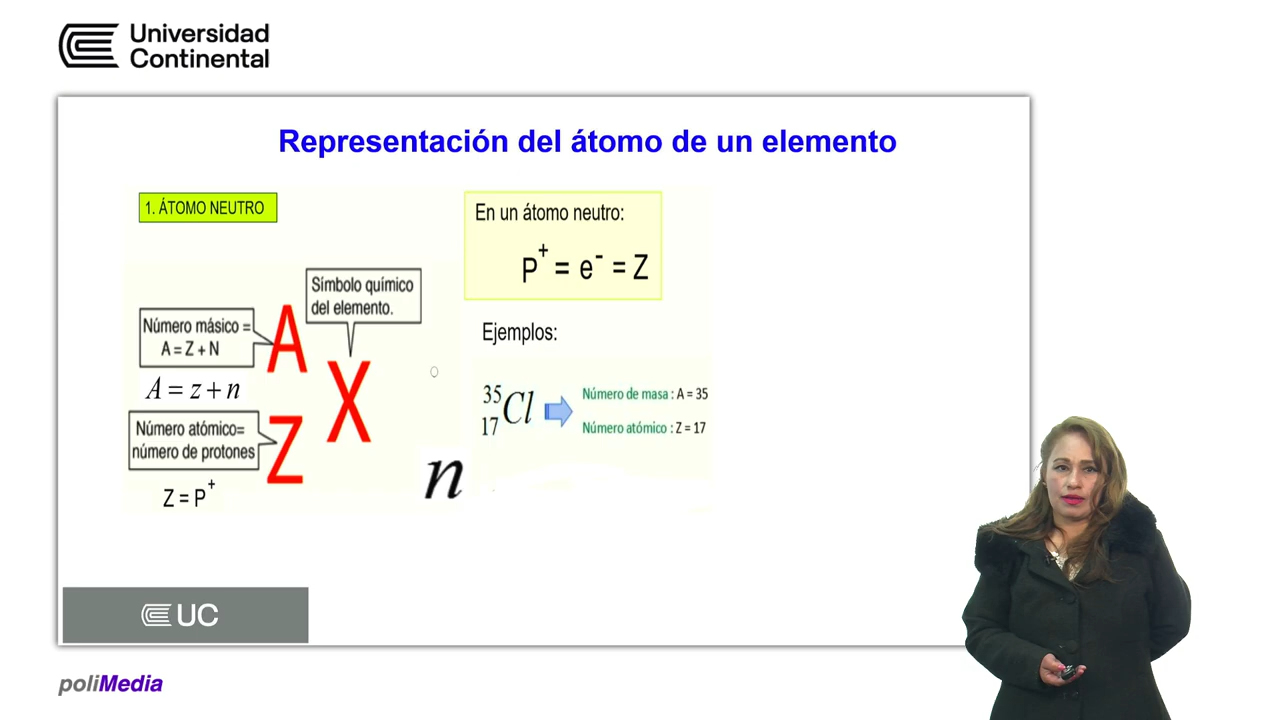 Universidad
Continental
Representación del átomo de un elemento
1. ÁTOMO NEUTRO
En un átomo neutro:
P⁺ = e⁻ = Z
Símbolo químico
del elemento.
Número másico =
A = Z + N
A = z + n
Número atómico=
número de protones
Z = P⁺
A
X
Z
n
Ejemplos:
35
17
Cl
Número de masa : A = 35
Número atómico : Z = 17
UC
poliMedia